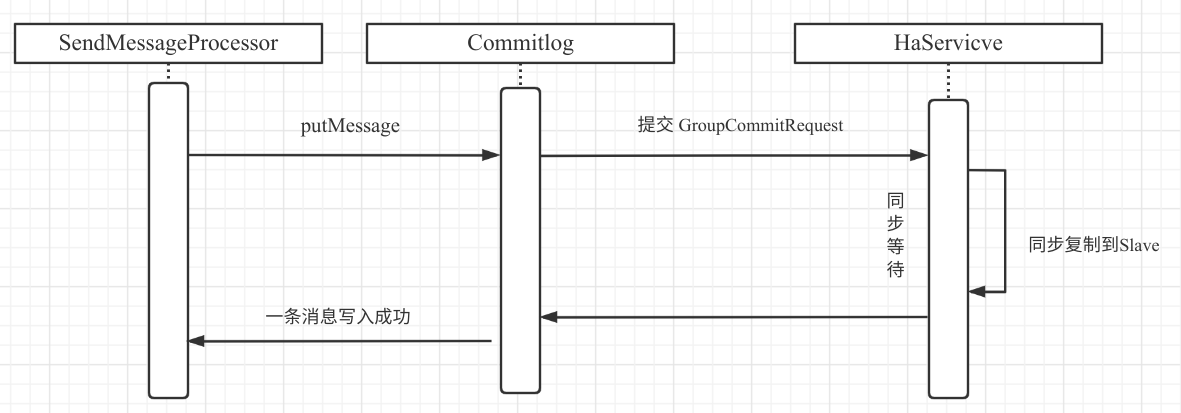 SendMessageProcessor
Commitlog
HaServicve
putMessage
提交 GroupCommitRequest
同
步
等
待
同步复制到Slave
一条消息写入成功